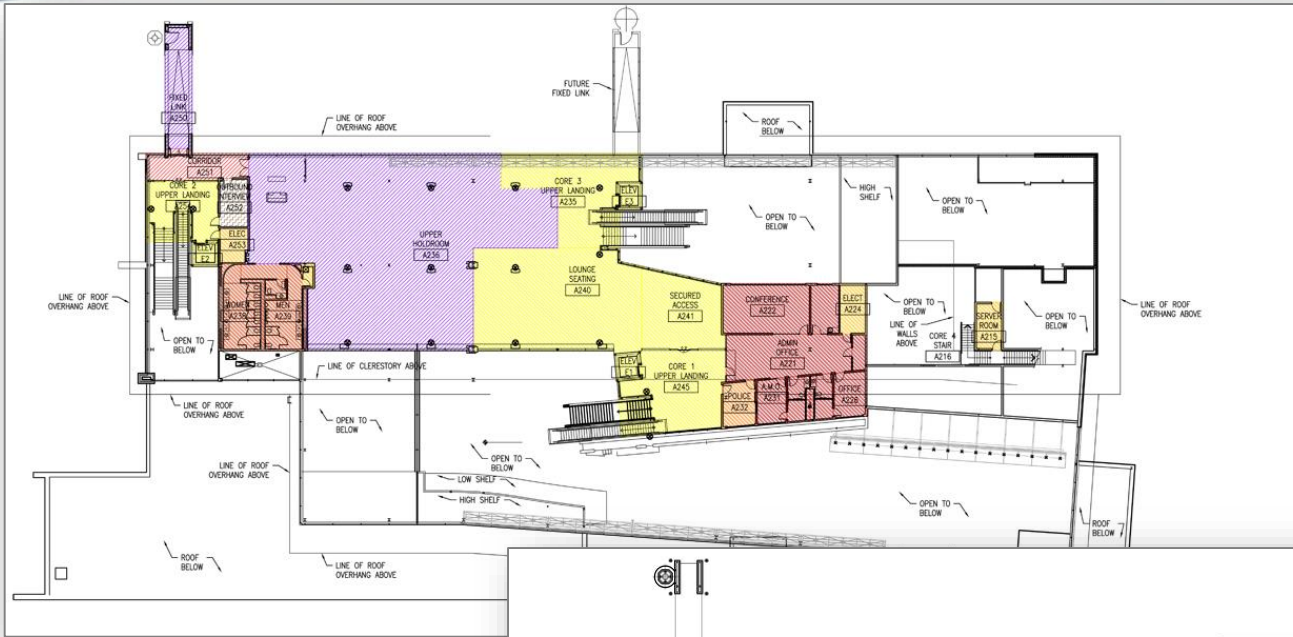 FUTURE
FIXED LINK
FIXED
LINK
A250
LINE OF ROOF
OVERHANG ABOVE
ROOF
BELOW
CORRIDOR
A251
CORE 2
UPPER LANDING
OUTBOUND
INTERVIEW
A252
ELEC
A253
ELEV
E2
CORE 3
UPPER LANDING
A235
ELEV
E3
HIGH
SHELF
OPEN TO
BELOW
OPEN TO
BELOW
UPPER
HOLDROOM
A236
LOUNGE
SEATING
A240
SECURED
ACCESS
A241
CONFERENCE
A222
ELECT
A224
OPEN TO
BELOW
LINE OF
WALLS
ABOVE
SERVER
ROOM
A215
CORE 4
STAIR
A216
OPEN TO
BELOW
LINE OF ROOF
OVERHANG ABOVE
LINE OF ROOF
OVERHANG ABOVE
WOMEN
A238
MEN
A239
OPEN TO
BELOW
ADMIN
OFFICE
A221
ELEV
E1
CORE 1
UPPER LANDING
A245
POLICE
A232
A.M.O.
A231
OFFICE
A228
LINE OF CLERESTORY ABOVE
LINE OF ROOF
OVERHANG ABOVE
OPEN TO
BELOW
OPEN TO
BELOW
LINE OF ROOF
OVERHANG ABOVE
LOW SHELF
HIGH SHELF
OPEN TO
BELOW
ROOF
BELOW
ROOF
BELOW
LINE OF ROOF
OVERHANG ABOVE